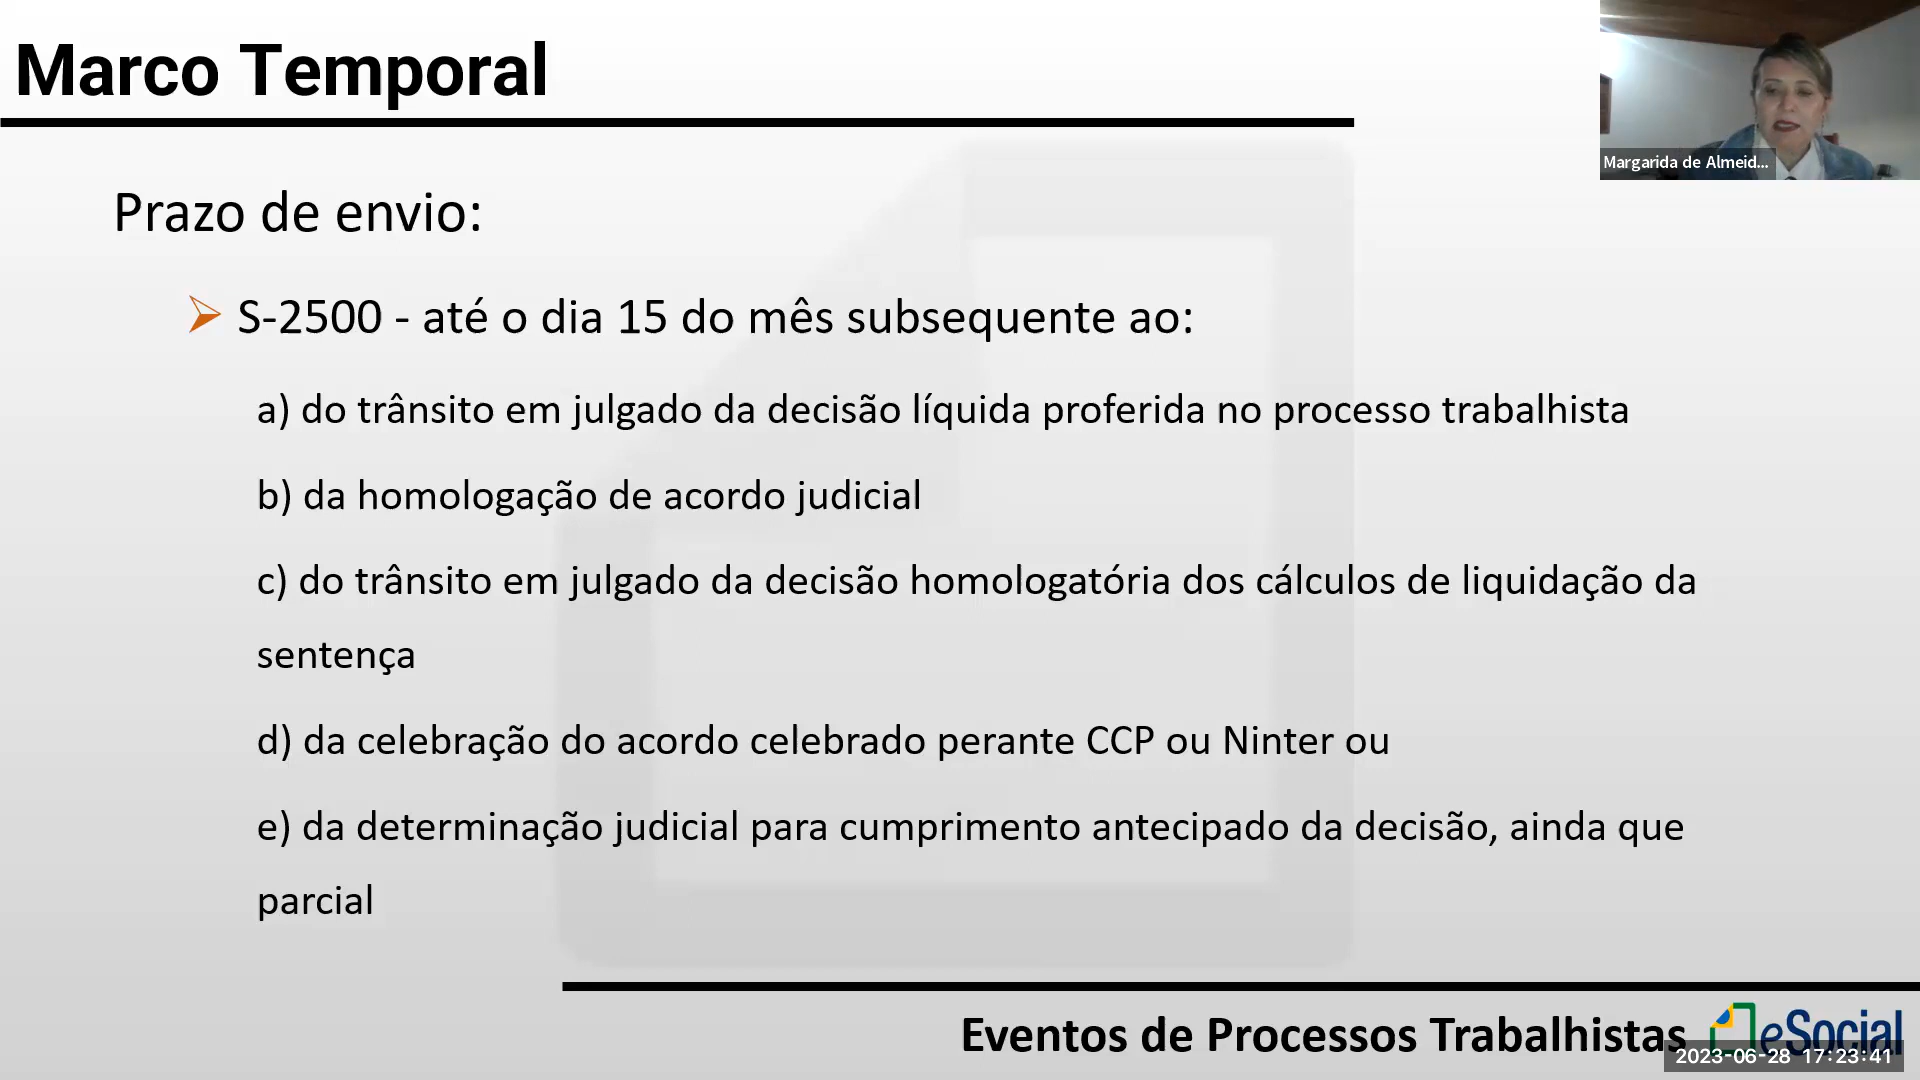 Marco Temporal
Margarida de Almeid...
Prazo de envio:
S-2500 - até o dia 15 do mês subsequente ao:
a) do trânsito em julgado da decisão líquida proferida no processo trabalhista
b) da homologação de acordo judicial
c) do trânsito em julgado da decisão homologatória dos cálculos de liquidação da
sentença
d) da celebração do acordo celebrado perante CCP ou Ninter ou
e) da determinação judicial para cumprimento antecipado da decisão, ainda que
parcial
Eventos de Processos Trabalhistas
eSocial
2023-06-28 17:23:41